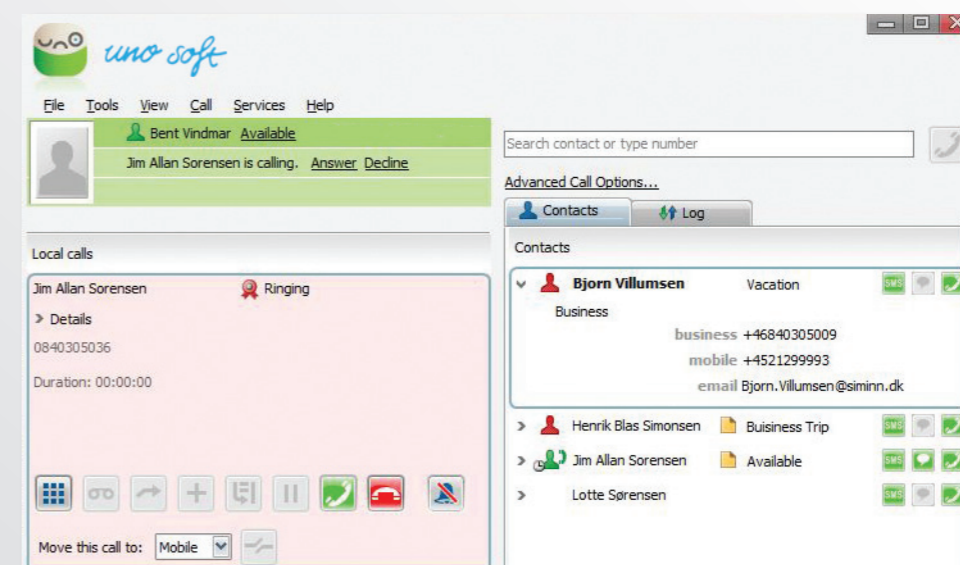 uno
uno soft
File Tools View Call Services Help
Bent Vindmar Available
Jim Allan Sorensen is calling. Answer Decline
Search contact or type number
Advanced Call Options...
Contacts Log
Local calls
Jim Allan Sorensen Ringing
> Details
0840305036
Duration: 00:00:00
Move this call to: Mobile
Contacts
Bjorn Villumsen Vacation SMS
Business
business +46840305009
mobile +4521299993
email Bjorn.Villumsen@siminn.dk
> Henrik Blas Simonsen Buisiness Trip SMS
> Jim Allan Sorensen Available SMS
> Lotte Sørensen SMS